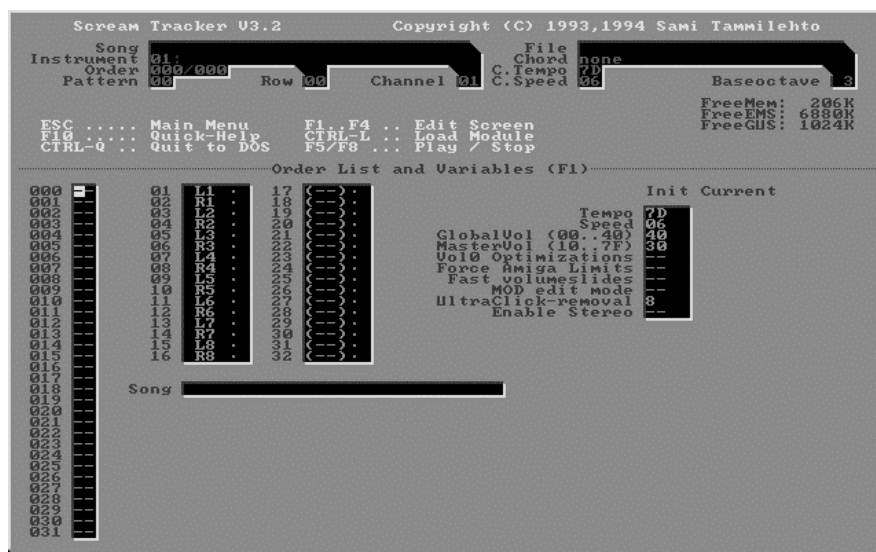 Scream Tracker V3.2 Copyright (C) 1993,1994 Sami Tammilehto
Song File
Instrument 01: Chord none
Order 000/000 C.Tempo 7D
Pattern 00 Row 00 Channel 01 C.Speed 06 Baseoctave 3
FreeMem: 206K
ESC ..... Main Menu F1..F4 .. Edit Screen FreeEMS: 6880K
F10 ..... Quick-Help CTRL-L .. Load Module FreeGUS: 1024K
CTRL-Q .. Quit to DOS F5/F8 ... Play / Stop
Order List and Variables (F1)
000 -- 01 L1 : 17 (--): Init Current
001 -- 02 R1 : 18 (--):
002 -- 03 L2 : 19 (--): Tempo 7D
003 -- 04 R2 : 20 (--): Speed 06
004 -- 05 L3 : 21 (--): GlobalVol (00..40) 40
005 -- 06 R3 : 22 (--): MasterVol (10..7F) 30
006 -- 07 L4 : 23 (--): Vol0 Optimizations --
007 -- 08 R4 : 24 (--): Force Amiga Limits --
008 -- 09 L5 : 25 (--): Fast volumeslides --
009 -- 10 R5 : 26 (--): MOD edit mode --
010 -- 11 L6 : 27 (--): UltraClick-removal 8
011 -- 12 R6 : 28 (--): Enable Stereo --
012 -- 13 L7 : 29 (--):
013 -- 14 R7 : 30 (--):
014 -- 15 L8 : 31 (--):
015 -- 16 R8 : 32 (--):
016 --
017 --
018 -- Song
019 --
020 --
021 --
022 --
023 --
024 --
025 --
026 --
027 --
028 --
029 --
030 --
031 --